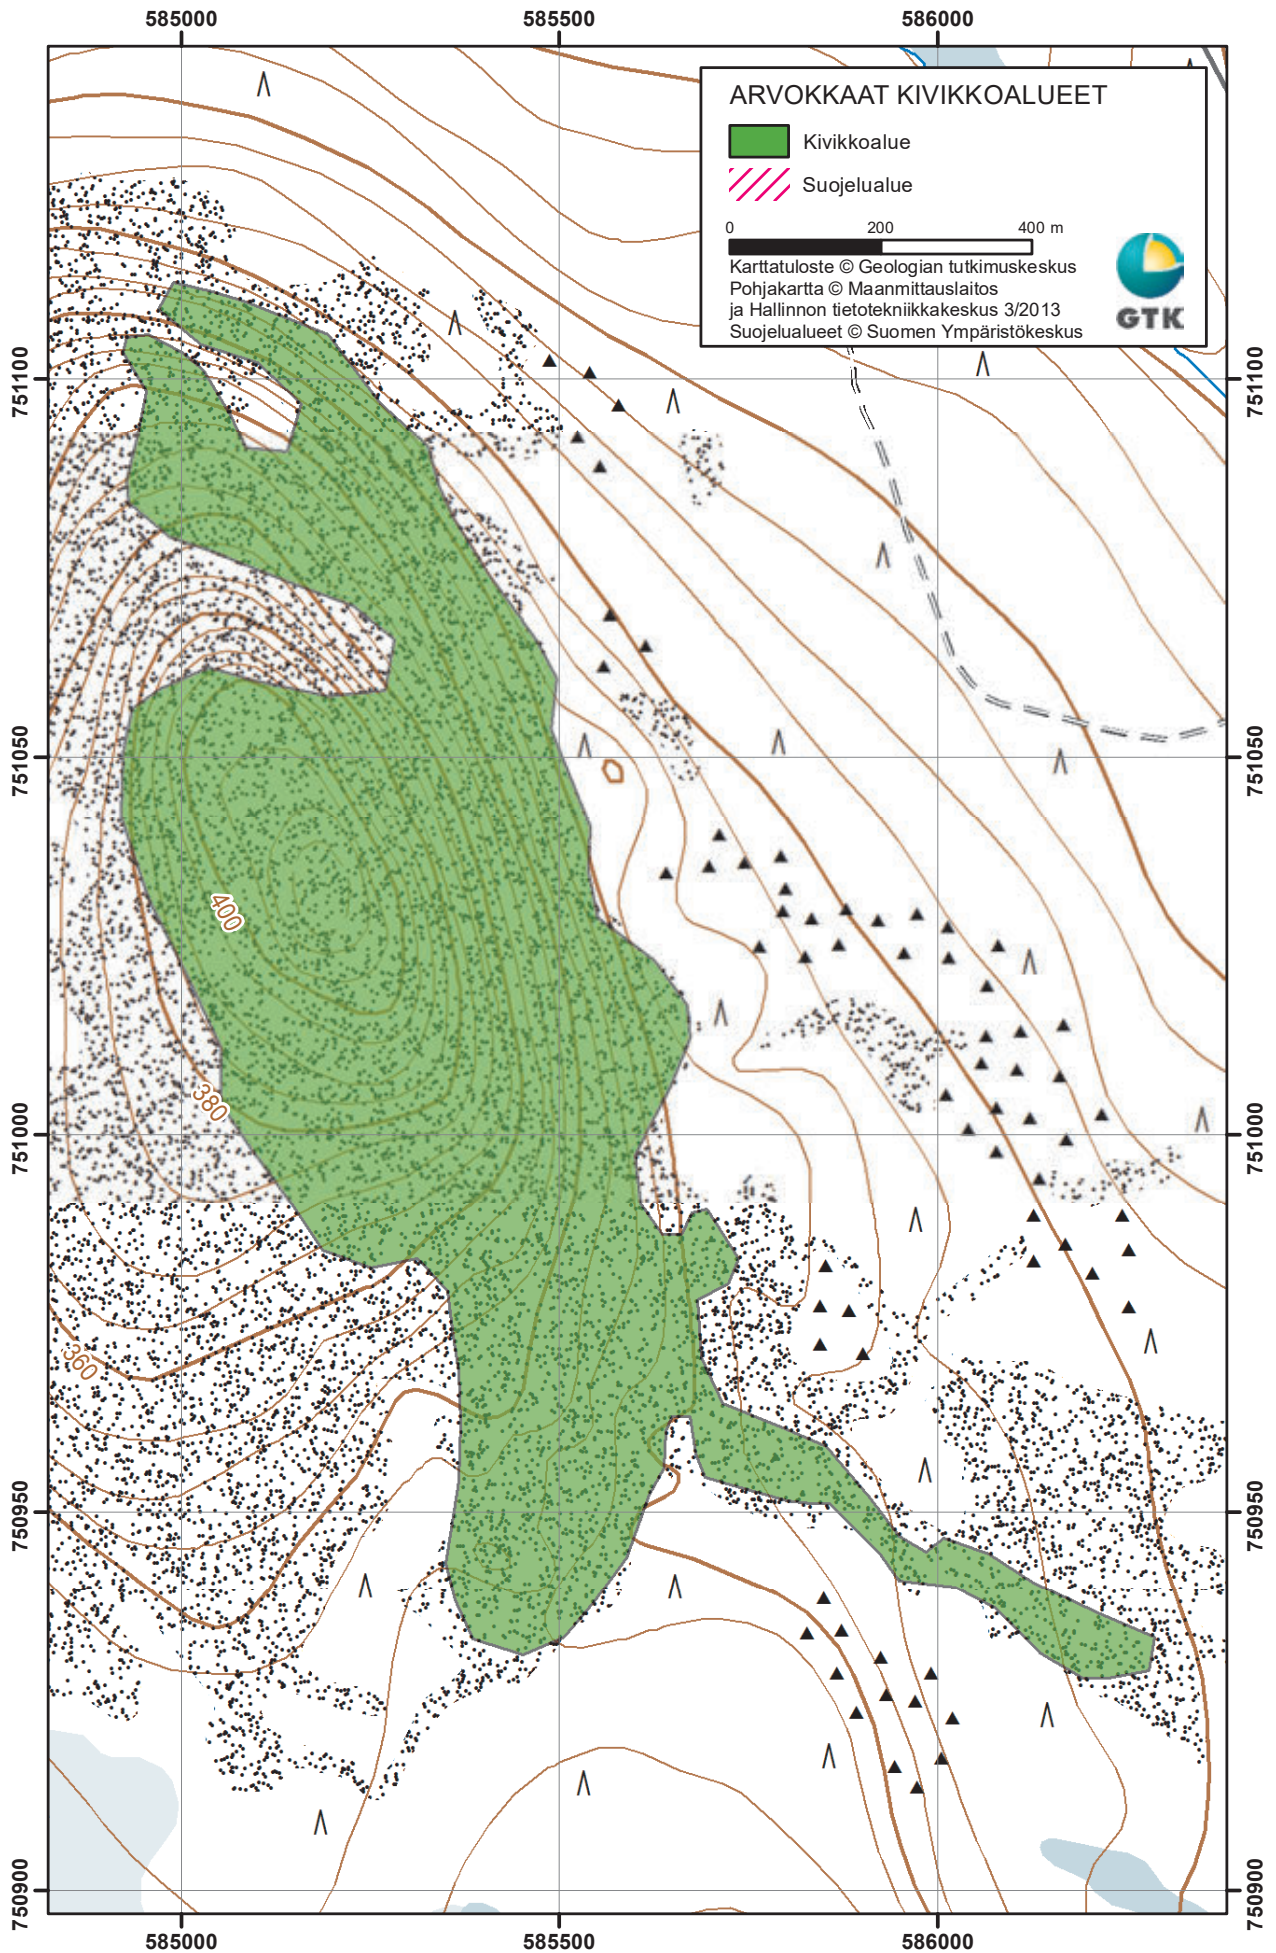 585000 585500 586000
ARVOKKAAT KIVIKKOALUEET
Kivikkoalue
Suojelualue
0 200 400 m
Karttatuloste © Geologian tutkimuskeskus
Pohjakartta © Maanmittauslaitos
ja Hallinnon tietotekniikkakeskus 3/2013
Suojelualueet © Suomen Ympäristökeskus
GTK
751100 751100
751050 751050
400
380
751000 751000
360
750950 750950
750900 750900
585000 585500 586000